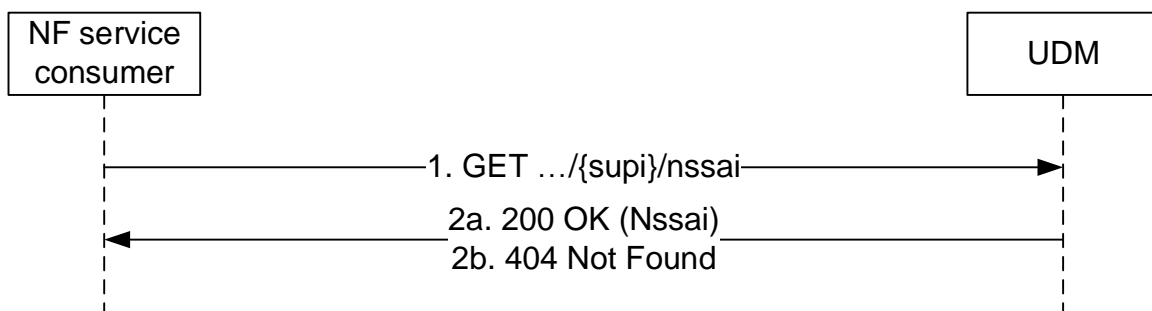 NF service
consumer
UDM
1. GET …/{supi}/nssai
2a. 200 OK (Nssai)
2b. 404 Not Found